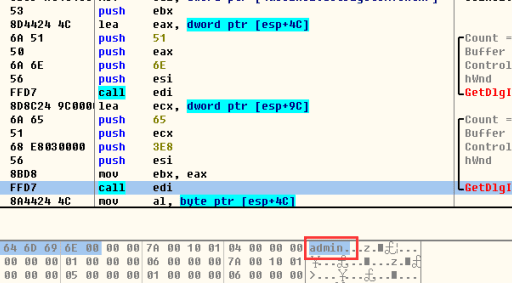 53 push ebx
8D4424 4C lea eax, dword ptr [esp+4C]
6A 51 push 51 Count =
50 push eax Buffer
6A 6E push 6E Control
56 push esi hWnd
FFD7 call edi GetDlgI
8D8C24 9C000 lea ecx, dword ptr [esp+9C]
6A 65 push 65 Count =
51 push ecx Buffer
68 E8030000 push 3E8 Control
56 push esi hWnd
8BD8 mov ebx, eax
FFD7 call edi GetDlgI
8A4424 4C mov al, byte ptr [esp+4C]
64 6D 69 6E 00 00 00 7A 00 10 01 04 00 00 00 admin...z.
00 00 00 01 00 00 00 06 00 00 00 7A 00 10 01
00 00 00 05 00 00 00 01 00 00 00 06 00 00 00